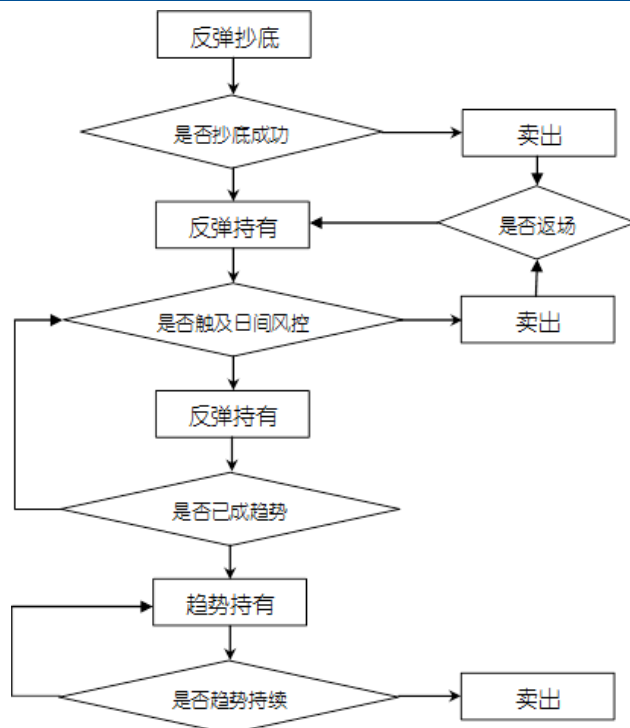 反弹抄底
是否抄底成功
卖出
反弹持有
是否返场
是否触及日间风控
卖出
反弹持有
是否已成趋势
趋势持有
是否趋势持续
卖出